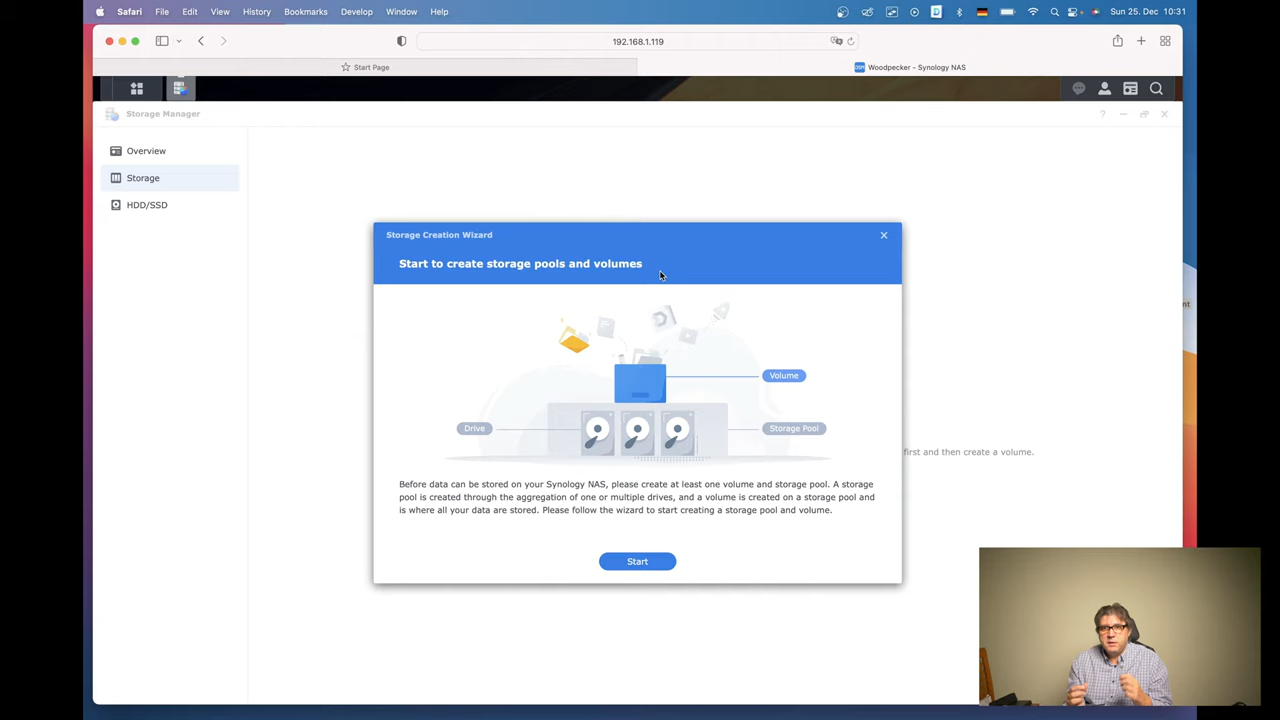 Safari File Edit View History Bookmarks Develop Window Help
Sun 25. Dec 10:31
192.168.1.119
Start Page
DSM Woodpecker - Synology NAS
Storage Manager
?
Overview
Storage
HDD/SSD
Storage Creation Wizard
Start to create storage pools and volumes
Volume
Drive
Storage Pool
first and then create a volume.
Before data can be stored on your Synology NAS, please create at least one volume and storage pool. A storage
pool is created through the aggregation of one or multiple drives, and a volume is created on a storage pool and
is where all your data are stored. Please follow the wizard to start creating a storage pool and volume.
Start
nt